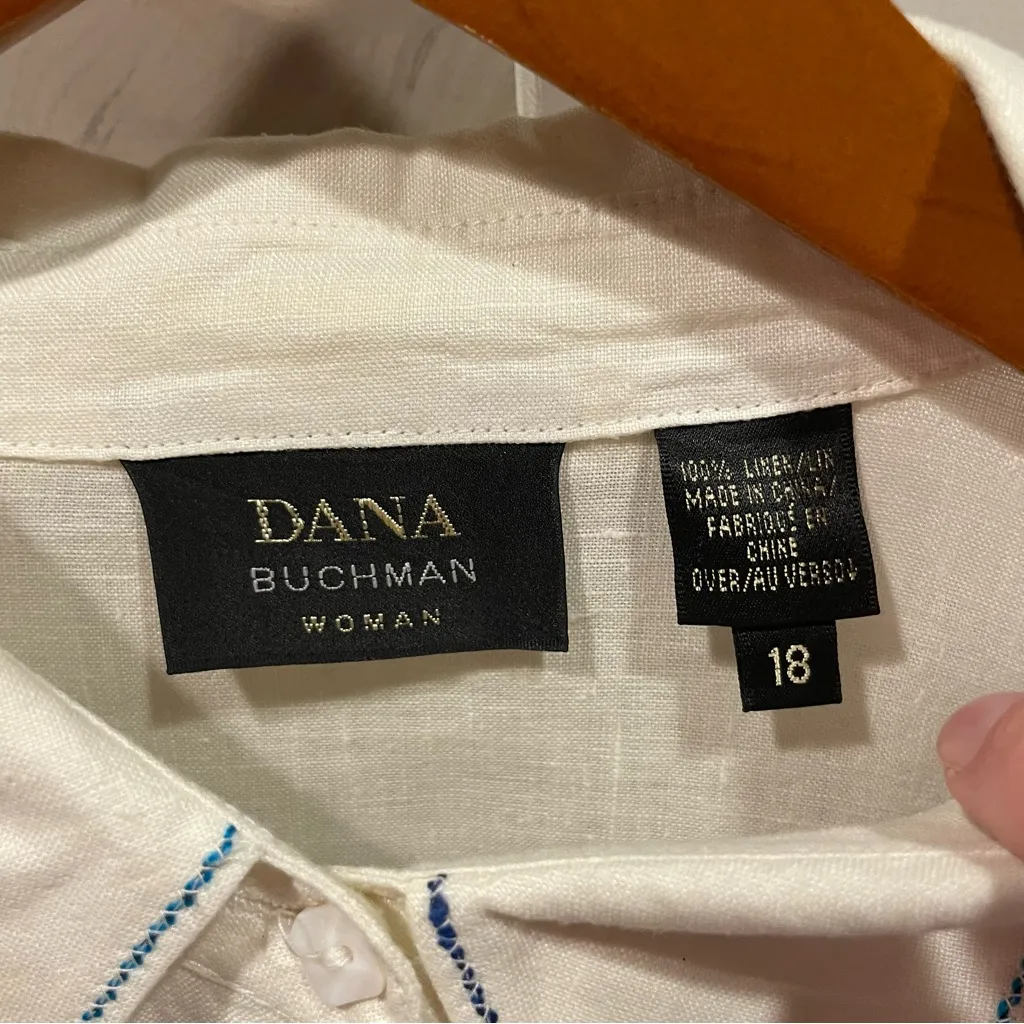 DANA
BUCHMAN
WOMAN
100% LINEN/LIN
MADE IN CHINA/
FABRIQUÉ EN
CHINE
OVER/AU VERSO↓
18